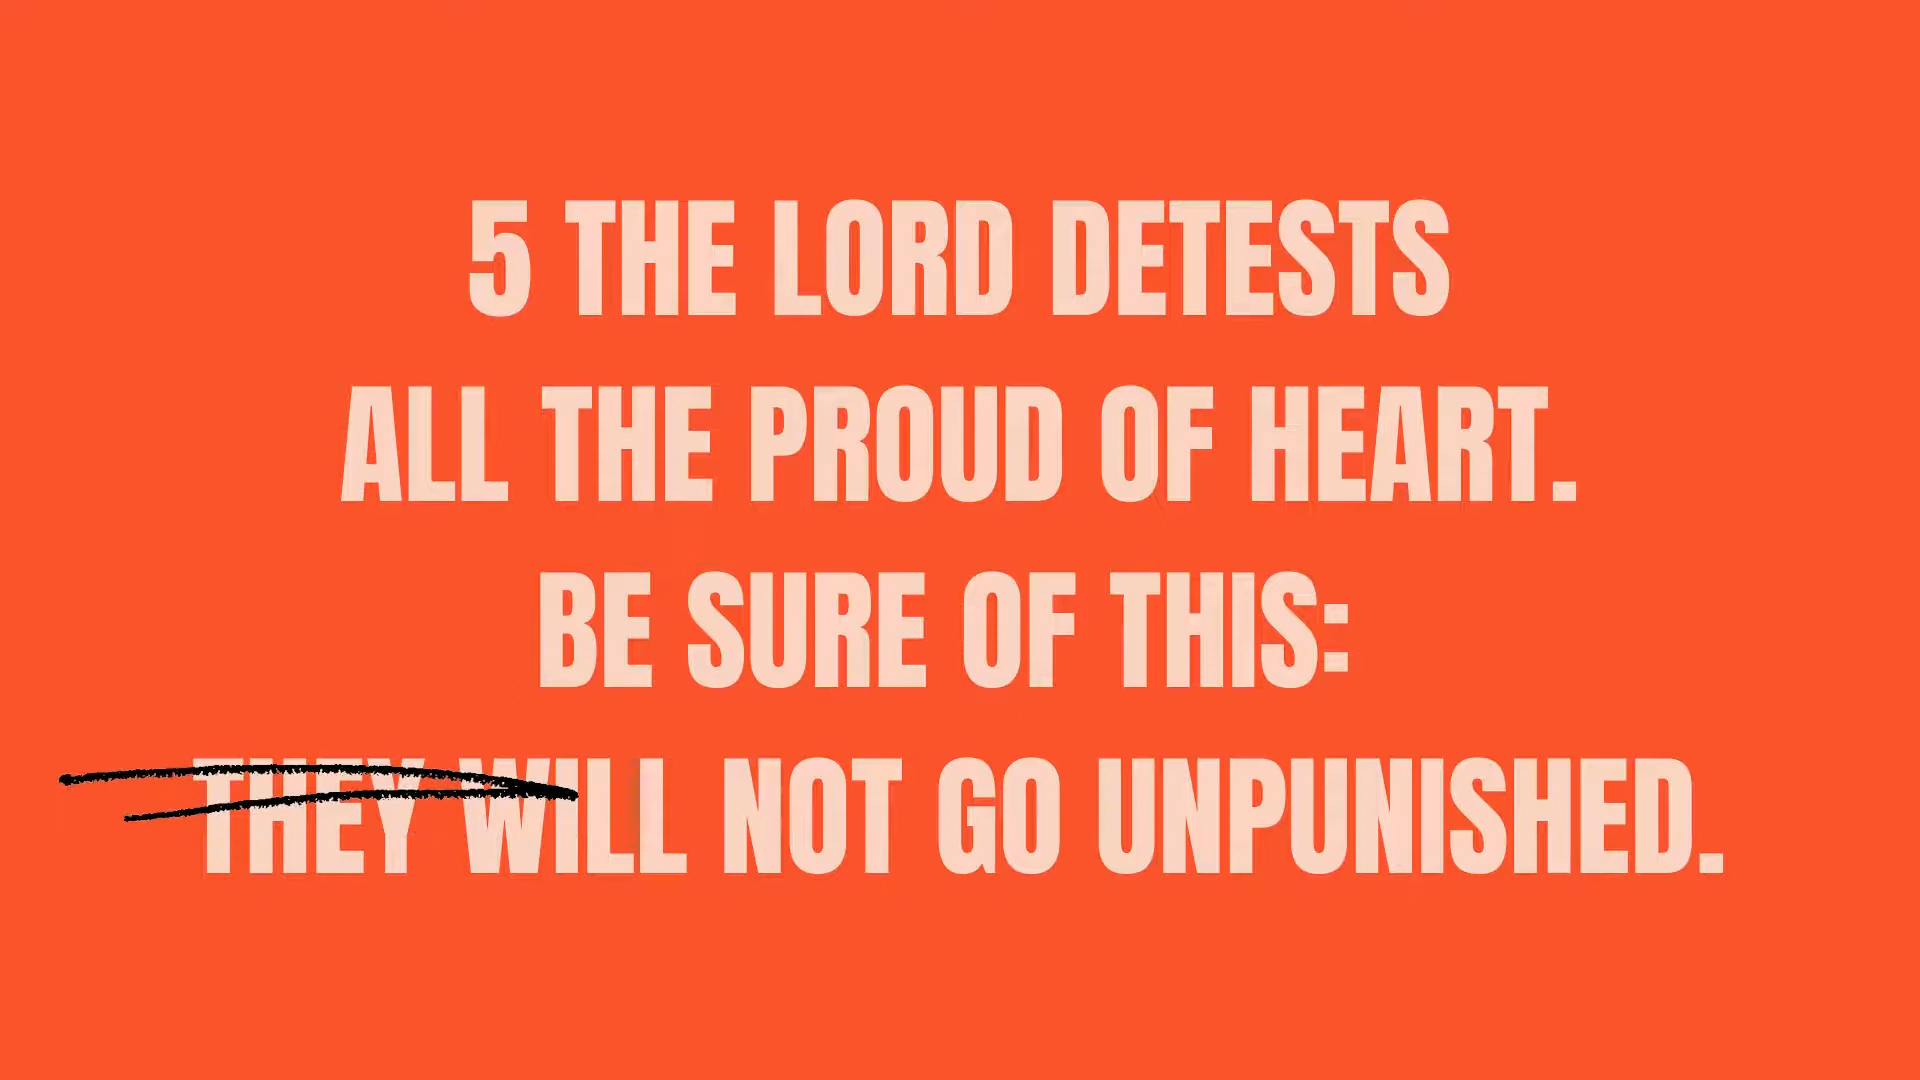 5 THE LORD DETESTS
ALL THE PROUD OF HEART.
BE SURE OF THIS:
THEY WILL NOT GO UNPUNISHED.